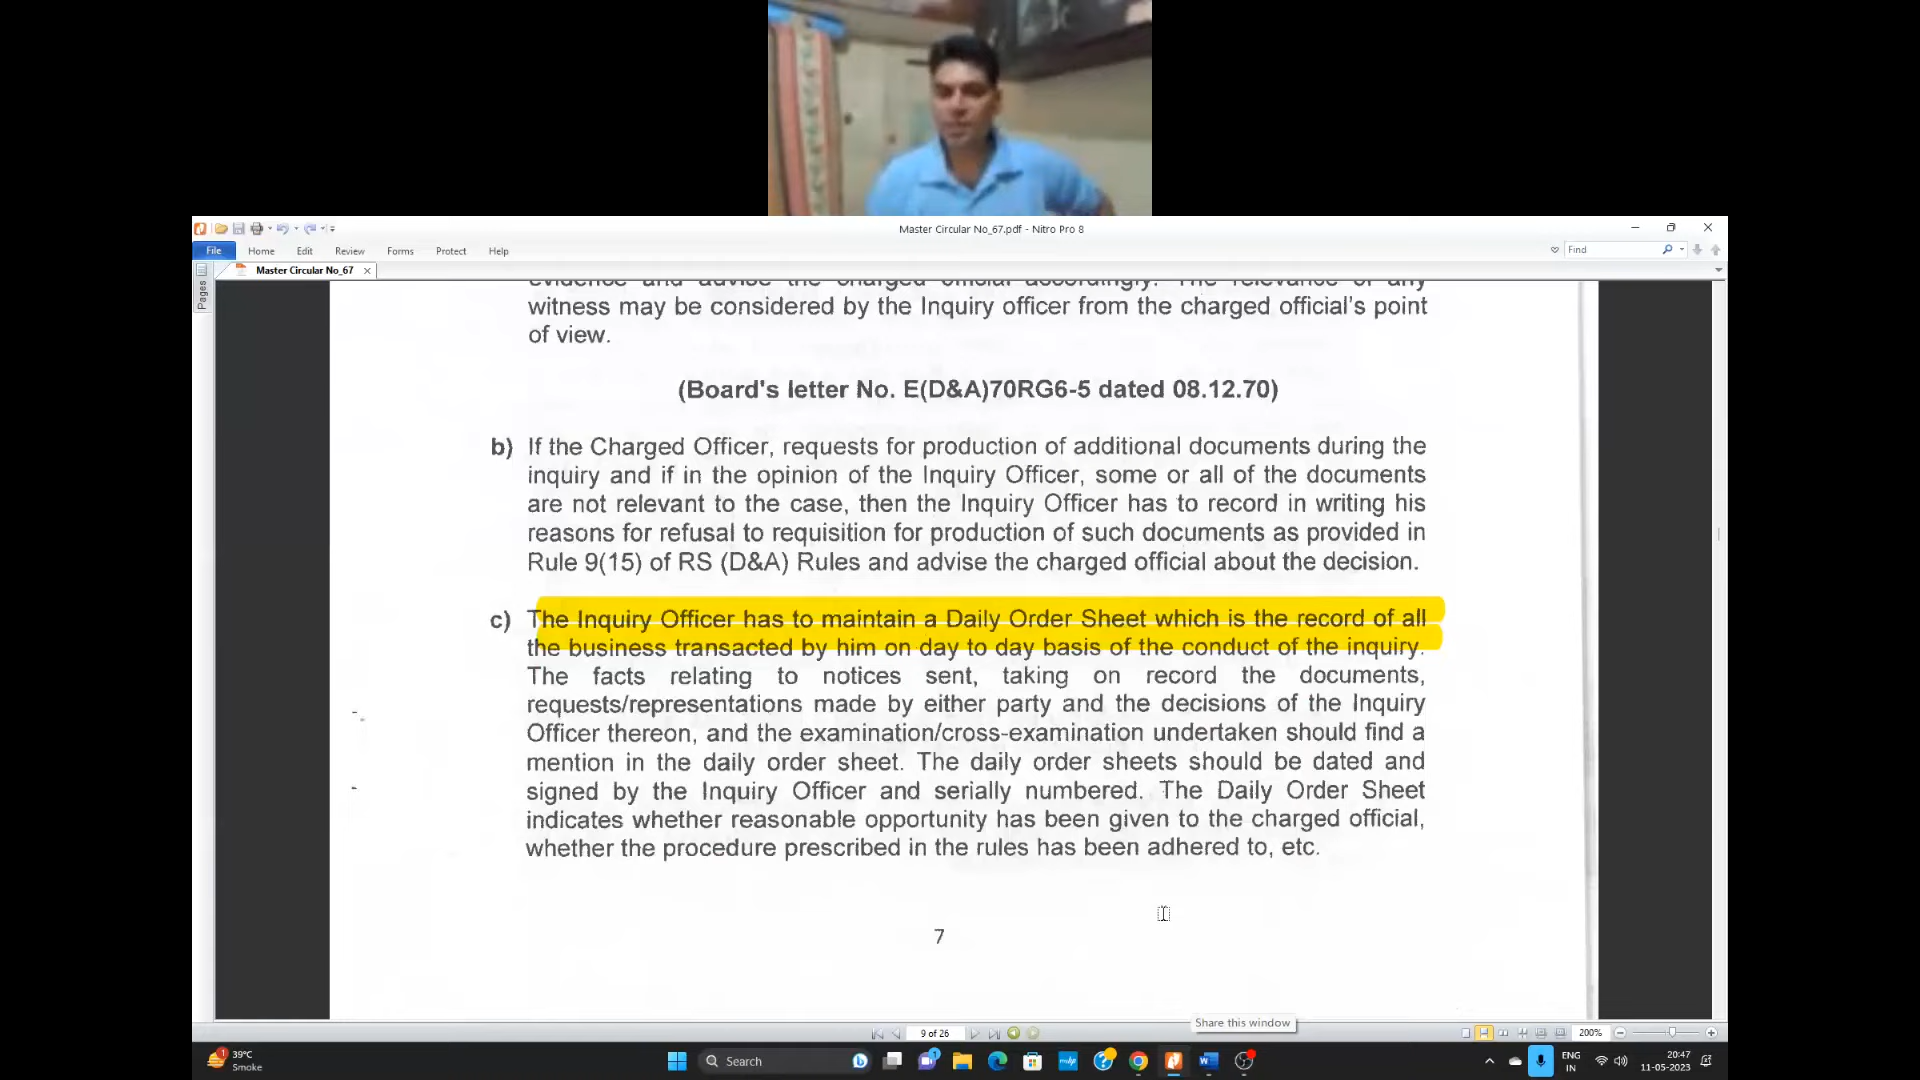 Master Circular No_67.pdf - Nitro Pro 8
File Home Edit Review Forms Protect Help
Find
Master Circular No_67
Pages
evidence and advise the charged official accordingly. The relevance of any
witness may be considered by the Inquiry officer from the charged official's point
of view.
(Board's letter No. E(D&A)70RG6-5 dated 08.12.70)
b) If the Charged Officer, requests for production of additional documents during the
inquiry and if in the opinion of the Inquiry Officer, some or all of the documents
are not relevant to the case, then the Inquiry Officer has to record in writing his
reasons for refusal to requisition for production of such documents as provided in
Rule 9(15) of RS (D&A) Rules and advise the charged official about the decision.
c) The Inquiry Officer has to maintain a Daily Order Sheet which is the record of all
the business transacted by him on day to day basis of the conduct of the inquiry.
The facts relating to notices sent, taking on record the documents,
requests/representations made by either party and the decisions of the Inquiry
Officer thereon, and the examination/cross-examination undertaken should find a
mention in the daily order sheet. The daily order sheets should be dated and
signed by the Inquiry Officer and serially numbered. The Daily Order Sheet
indicates whether reasonable opportunity has been given to the charged official,
whether the procedure prescribed in the rules has been adhered to, etc.
7
Share this window
9 of 26
200%
39°C
Smoke
Search
ENG
IN
20:47
11-05-2023